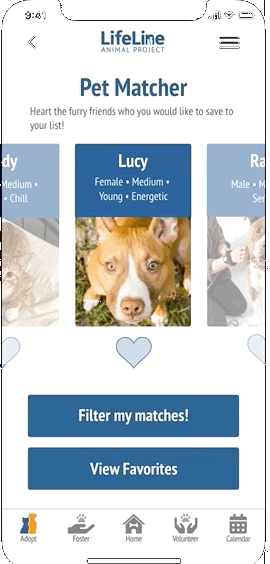 9:41
LifeLine
ANIMAL PROJECT
Pet Matcher
Heart the furry friends who you would like to save to
your list!
dy
Medium •
• Chill
Lucy
Female • Medium •
Young • Energetic
Ra
Male • M
Ser
Filter my matches!
View Favorites
Adopt Foster Home Volunteer Calendar